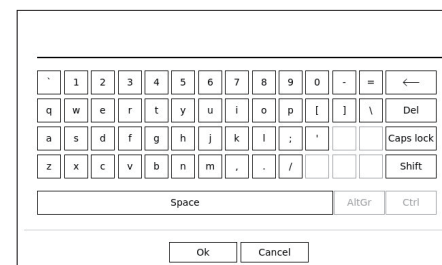 ` 1 2 3 4 5 6 7 8 9 0 - = ←
q w e r t y u i o p [ ] \ Del
a s d f g h j k l ; ' Caps lock
z x c v b n m , . / Shift
Space AltGr Ctrl
Ok Cancel